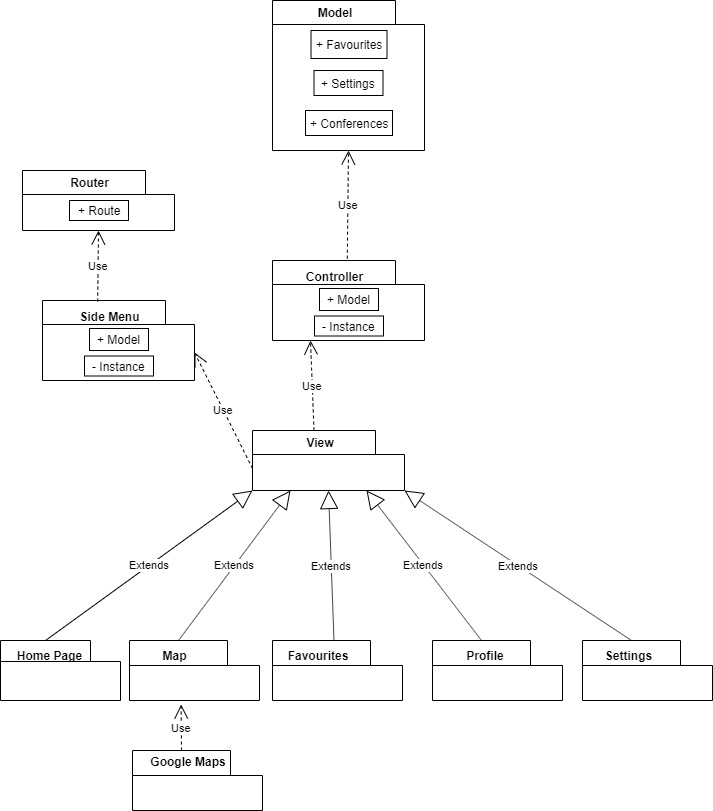 Model
+ Favourites
+ Settings
+ Conferences
Use
Router
+ Route
Use
Controller
+ Model
- Instance
Side Menu
+ Model
- Instance
Use
Use
View
Extends
Extends
Extends
Extends
Extends
Home Page
Map
Favourites
Profile
Settings
Use
Google Maps